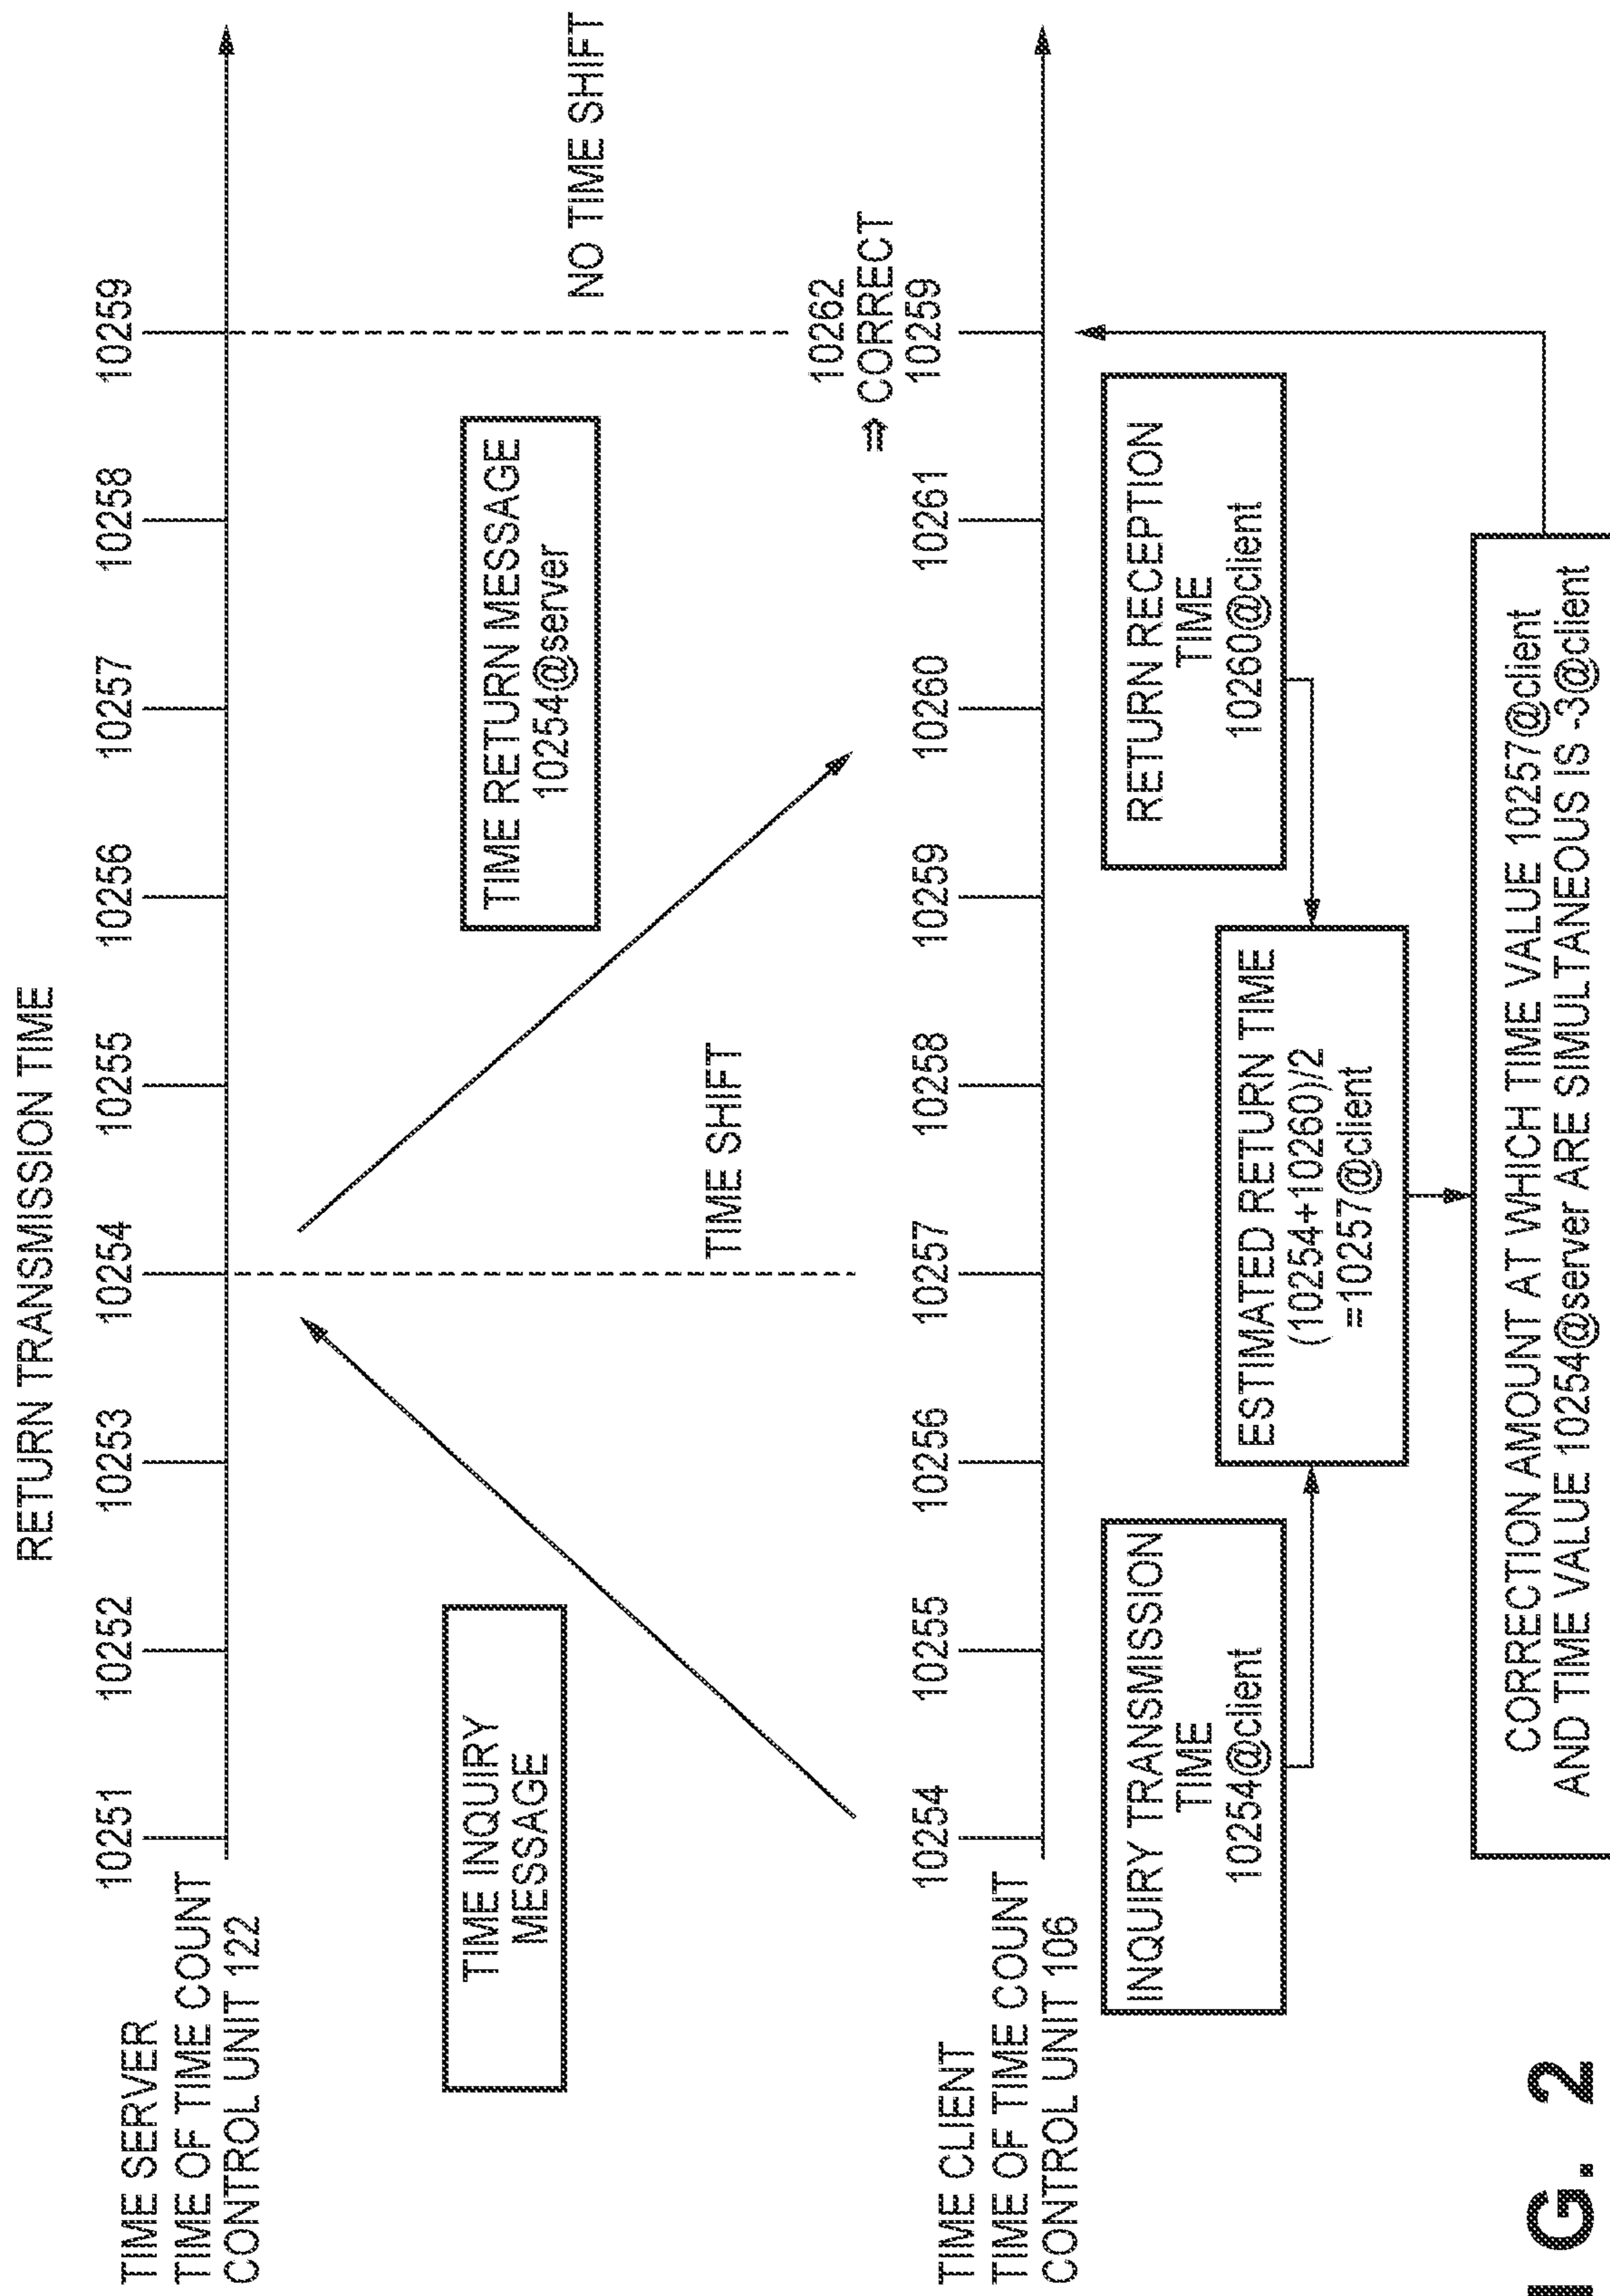 RETURN TRANSMISSION TIME
TIME SERVER
TIME OF TIME COUNT
CONTROL UNIT 122
10251 10252 10253 10254 10255 10256 10257 10258 10259
TIME INQUIRY
MESSAGE
TIME RETURN MESSAGE
10254@server
TIME SHIFT
NO TIME SHIFT
TIME CLIENT
TIME OF TIME COUNT
CONTROL UNIT 106
10254 10255 10256 10257 10258 10259 10260 10261
10262
⇒ CORRECT
10259
INQUIRY TRANSMISSION
TIME
10254@client
RETURN RECEPTION
TIME
10260@client
ESTIMATED RETURN TIME
(10254+10260)/2
=10257@client
CORRECTION AMOUNT AT WHICH TIME VALUE 10257@client
AND TIME VALUE 10254@server ARE SIMULTANEOUS IS -3@client
IG. 2